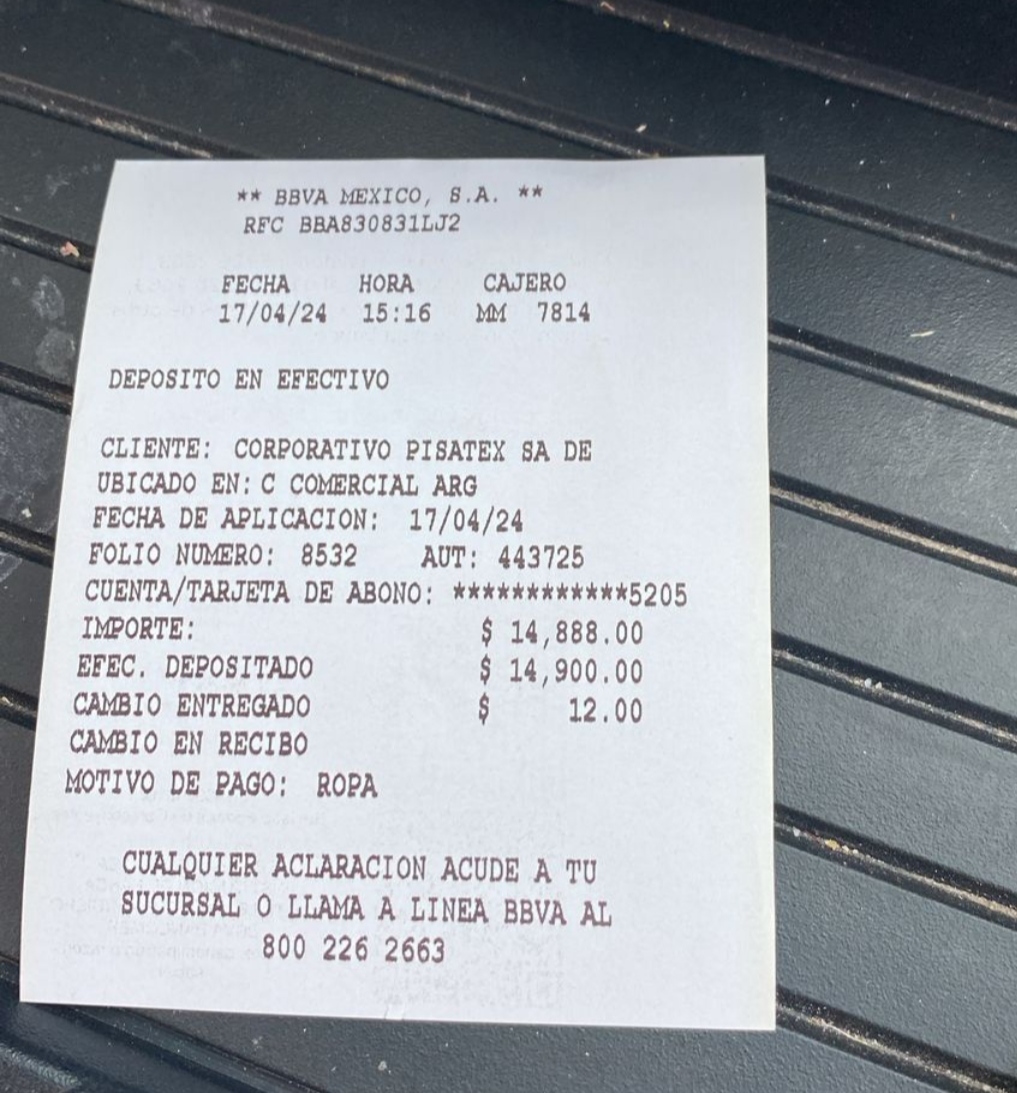 ** BBVA MEXICO, S.A. **
RFC BBA830831LJ2
FECHA HORA CAJERO
17/04/24 15:16 MM 7814
DEPOSITO EN EFECTIVO
CLIENTE: CORPORATIVO PISATEX SA DE
UBICADO EN: C COMERCIAL ARG
FECHA DE APLICACION: 17/04/24
FOLIO NUMERO: 8532 AUT: 443725
CUENTA/TARJETA DE ABONO: ************5205
IMPORTE: $ 14,888.00
EFEC. DEPOSITADO $ 14,900.00
CAMBIO ENTREGADO $ 12.00
CAMBIO EN RECIBO
MOTIVO DE PAGO: ROPA
CUALQUIER ACLARACION ACUDE A TU
SUCURSAL O LLAMA A LINEA BBVA AL
800 226 2663